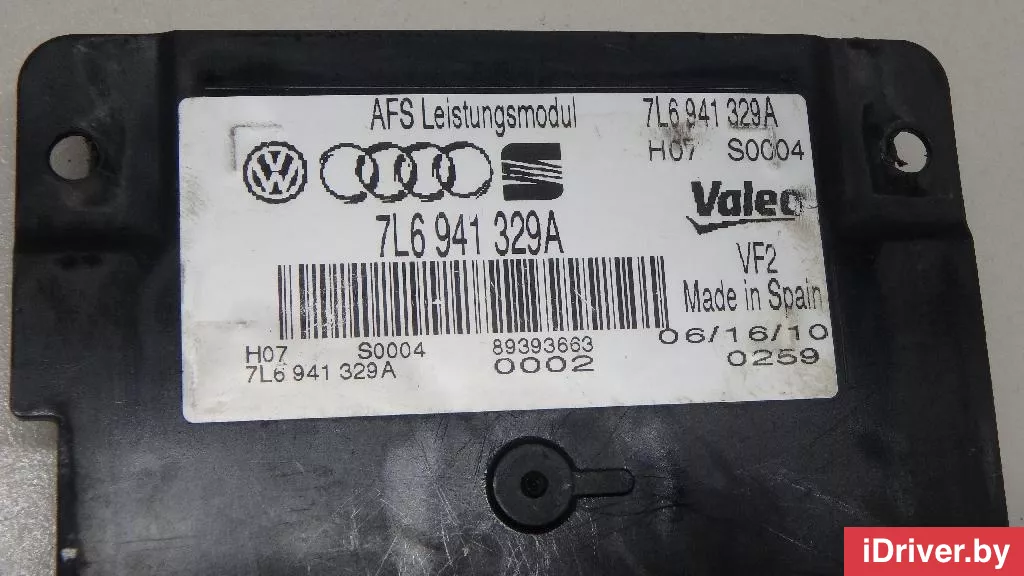 AFS Leistungsmodul 7L6 941 329A
H07 S0004
Valeo
7L6 941 329A
VF2
Made in Spain
H07 S0004 89393663 06/16/10
7L6 941 329A 0002 0259
iDriver.by